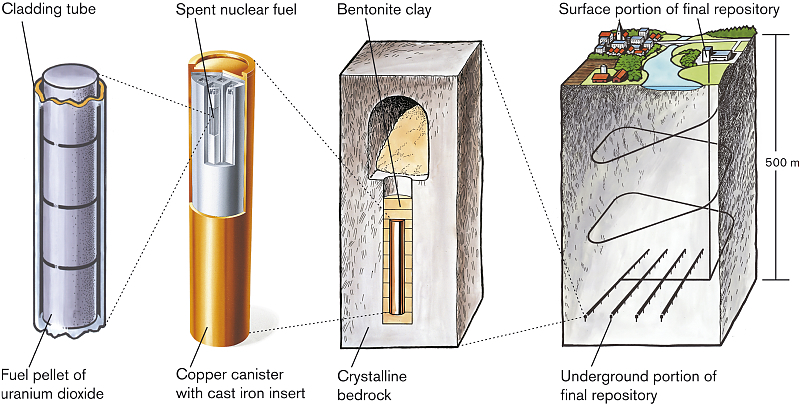 Cladding tube
Spent nuclear fuel
Bentonite clay
Surface portion of final repository
500 m
Fuel pellet of
uranium dioxide
Copper canister
with cast iron insert
Crystalline
bedrock
Underground portion of
final repository